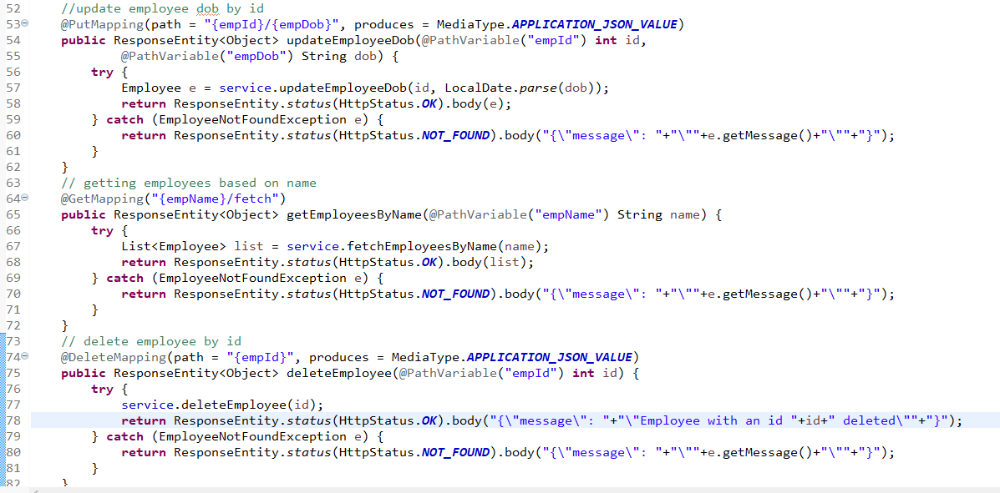 52 //update employee dob by id
53 @PutMapping(path = "{empId}/{empDob}", produces = MediaType.APPLICATION_JSON_VALUE)
54 public ResponseEntity<Object> updateEmployeeDob(@PathVariable("empId") int id,
55 @PathVariable("empDob") String dob) {
56 try {
57 Employee e = service.updateEmployeeDob(id, LocalDate.parse(dob));
58 return ResponseEntity.status(HttpStatus.OK).body(e);
59 } catch (EmployeeNotFoundException e) {
60 return ResponseEntity.status(HttpStatus.NOT_FOUND).body("{\"message\": "+"\""+e.getMessage()+"\""+"}");
61 }
62 }
63 // getting employees based on name
64 @GetMapping("{empName}/fetch")
65 public ResponseEntity<Object> getEmployeesByName(@PathVariable("empName") String name) {
66 try {
67 List<Employee> list = service.fetchEmployeesByName(name);
68 return ResponseEntity.status(HttpStatus.OK).body(list);
69 } catch (EmployeeNotFoundException e) {
70 return ResponseEntity.status(HttpStatus.NOT_FOUND).body("{\"message\": "+"\""+e.getMessage()+"\""+"}");
71 }
72 }
73 // delete employee by id
74 @DeleteMapping(path = "{empId}", produces = MediaType.APPLICATION_JSON_VALUE)
75 public ResponseEntity<Object> deleteEmployee(@PathVariable("empId") int id) {
76 try {
77 service.deleteEmployee(id);
78 return ResponseEntity.status(HttpStatus.OK).body("{\"message\": "+"\"Employee with an id "+id+" deleted\""+"}");
79 } catch (EmployeeNotFoundException e) {
80 return ResponseEntity.status(HttpStatus.NOT_FOUND).body("{\"message\": "+"\""+e.getMessage()+"\""+"}");
81 }
82 }